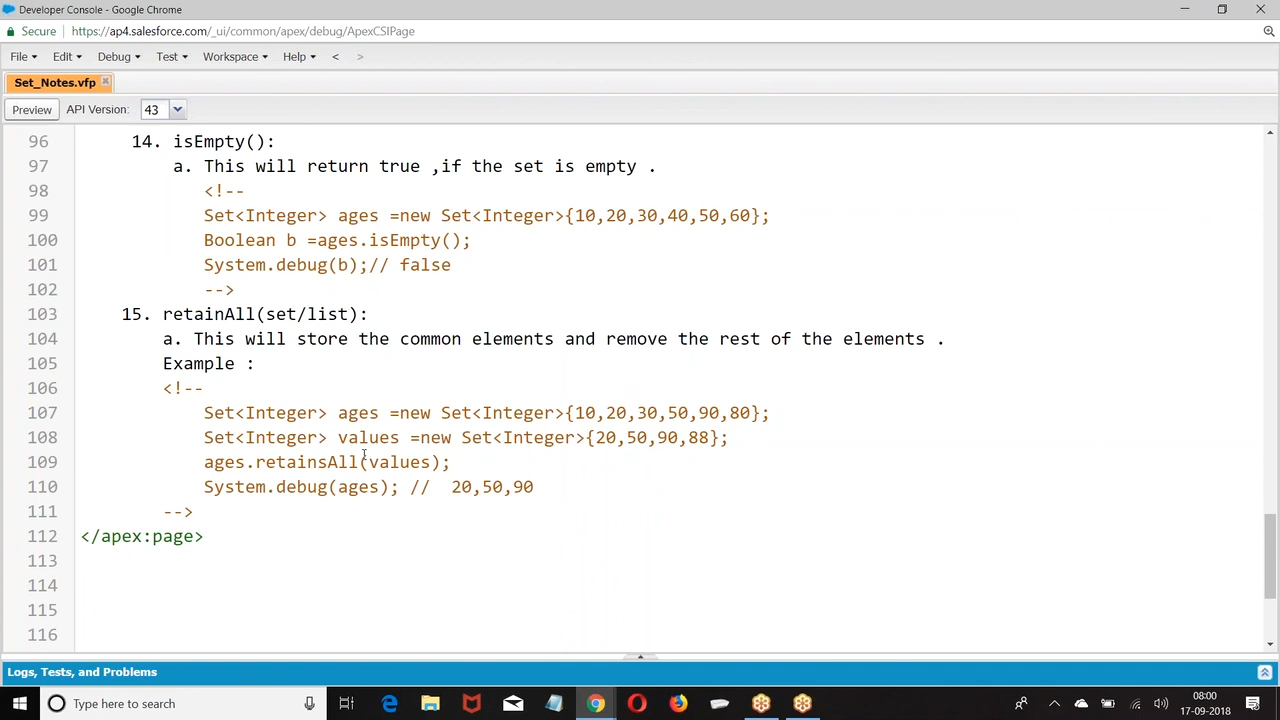 Developer Console - Google Chrome
Secure https://ap4.salesforce.com/_ui/common/apex/debug/ApexCSIPage
File Edit Debug Test Workspace Help < >
Set_Notes.vfp
Preview API Version: 43
96 14. isEmpty():
97 a. This will return true ,if the set is empty .
98 <!--
99 Set<Integer> ages =new Set<Integer>{10,20,30,40,50,60};
100 Boolean b =ages.isEmpty();
101 System.debug(b);// false
102 -->
103 15. retainAll(set/list):
104 a. This will store the common elements and remove the rest of the elements .
105 Example :
106 <!--
107 Set<Integer> ages =new Set<Integer>{10,20,30,50,90,80};
108 Set<Integer> values =new Set<Integer>{20,50,90,88};
109 ages.retainsAll(values);
110 System.debug(ages); // 20,50,90
111 -->
112 </apex:page>
113
114
115
116
Logs, Tests, and Problems
Type here to search
08:00
17-09-2018